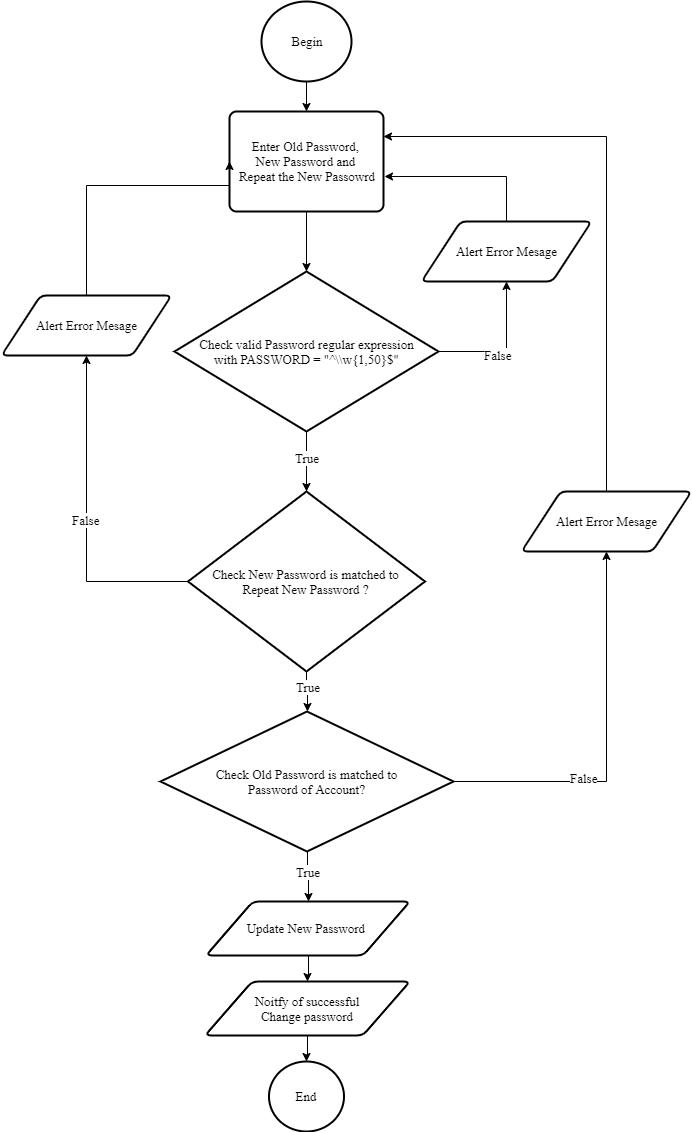 Begin
Enter Old Password,
New Password and
Repeat the New Passowrd
Alert Error Mesage
Alert Error Mesage
Check valid Password regular expression
with PASSWORD = "^\\w{1,50}$"
False
True
False
Alert Error Mesage
Check New Password is matched to
Repeat New Password ?
True
Check Old Password is matched to
Password of Account?
False
True
Update New Password
Noitfy of successful
Change password
End